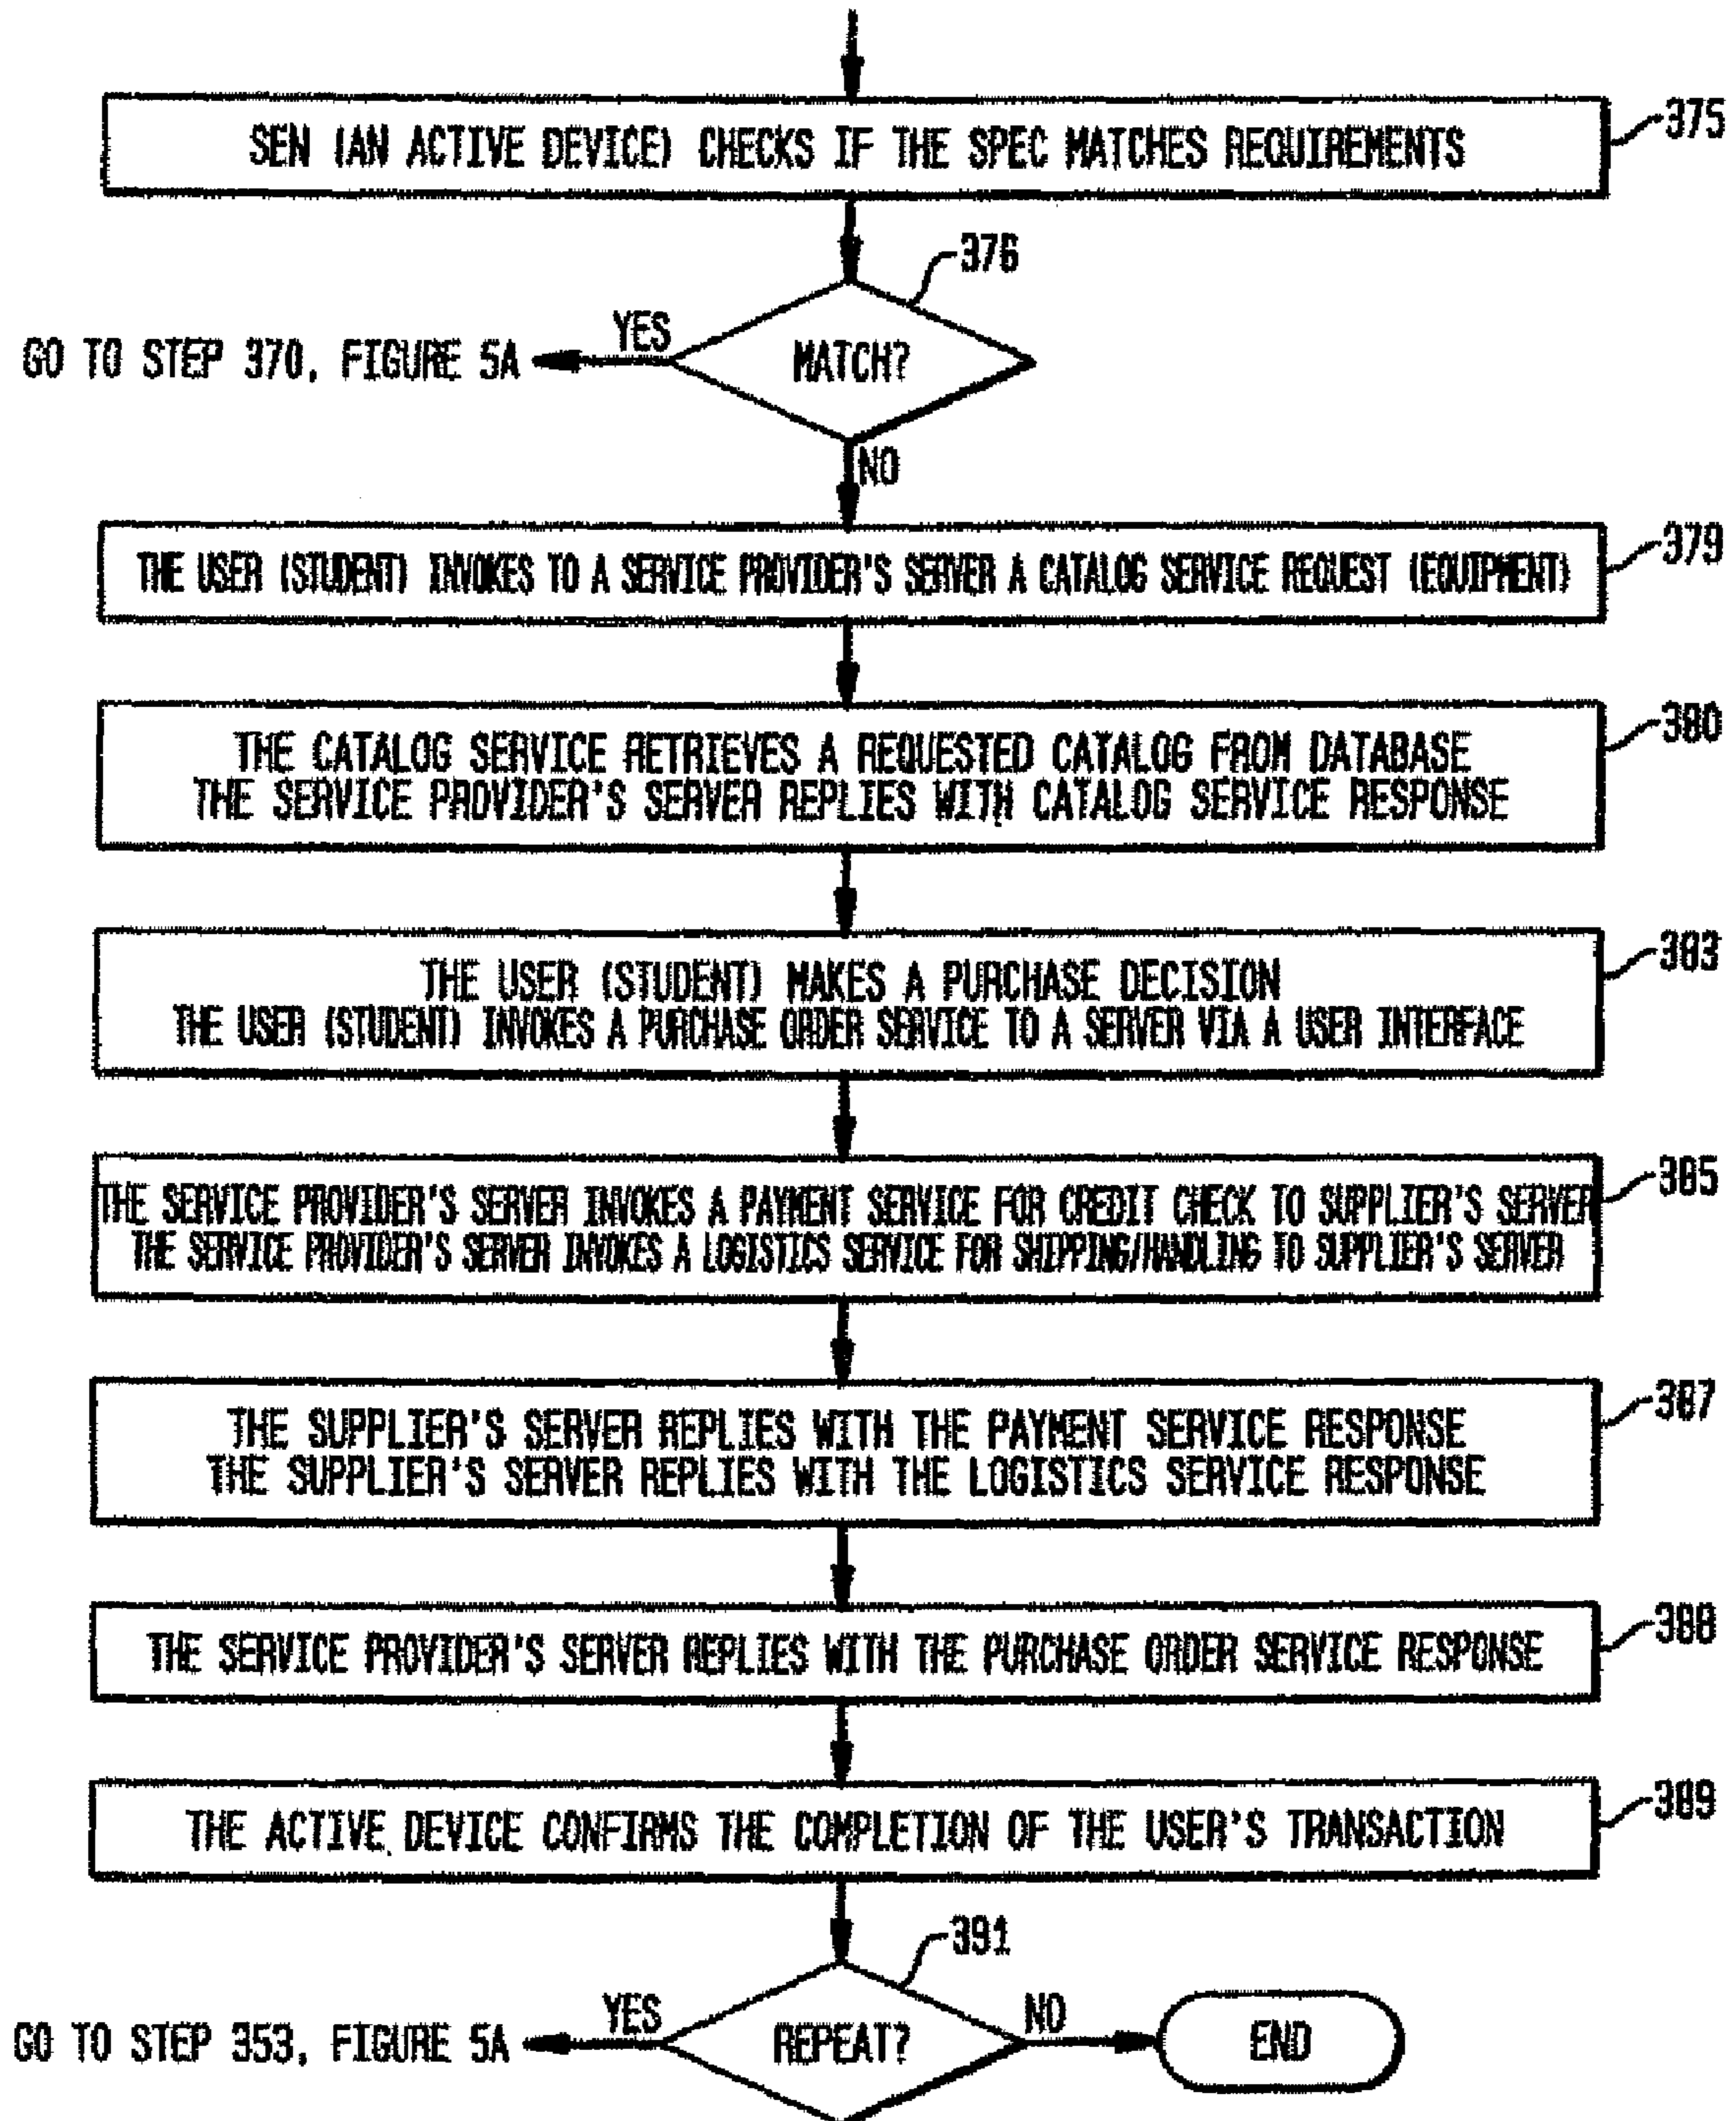 SEN (AN ACTIVE DEVICE) CHECKS IF THE SPEC MATCHES REQUIREMENTS
375
376
MATCH?
YES
GO TO STEP 370, FIGURE 5A
NO
THE USER (STUDENT) INVOKES TO A SERVICE PROVIDER'S SERVER A CATALOG SERVICE REQUEST (EQUIPMENT)
379
THE CATALOG SERVICE RETRIEVES A REQUESTED CATALOG FROM DATABASE
THE SERVICE PROVIDER'S SERVER REPLIES WITH CATALOG SERVICE RESPONSE
380
THE USER (STUDENT) MAKES A PURCHASE DECISION
THE USER (STUDENT) INVOKES A PURCHASE ORDER SERVICE TO A SERVER VIA A USER INTERFACE
383
THE SERVICE PROVIDER'S SERVER INVOKES A PAYMENT SERVICE FOR CREDIT CHECK TO SUPPLIER'S SERVER
THE SERVICE PROVIDER'S SERVER INVOKES A LOGISTICS SERVICE FOR SHIPPING/HANDLING TO SUPPLIER'S SERVER
385
THE SUPPLIER'S SERVER REPLIES WITH THE PAYMENT SERVICE RESPONSE
THE SUPPLIER'S SERVER REPLIES WITH THE LOGISTICS SERVICE RESPONSE
387
THE SERVICE PROVIDER'S SERVER REPLIES WITH THE PURCHASE ORDER SERVICE RESPONSE
388
THE ACTIVE DEVICE CONFIRMS THE COMPLETION OF THE USER'S TRANSACTION
389
391
REPEAT?
YES
GO TO STEP 353, FIGURE 5A
NO
END